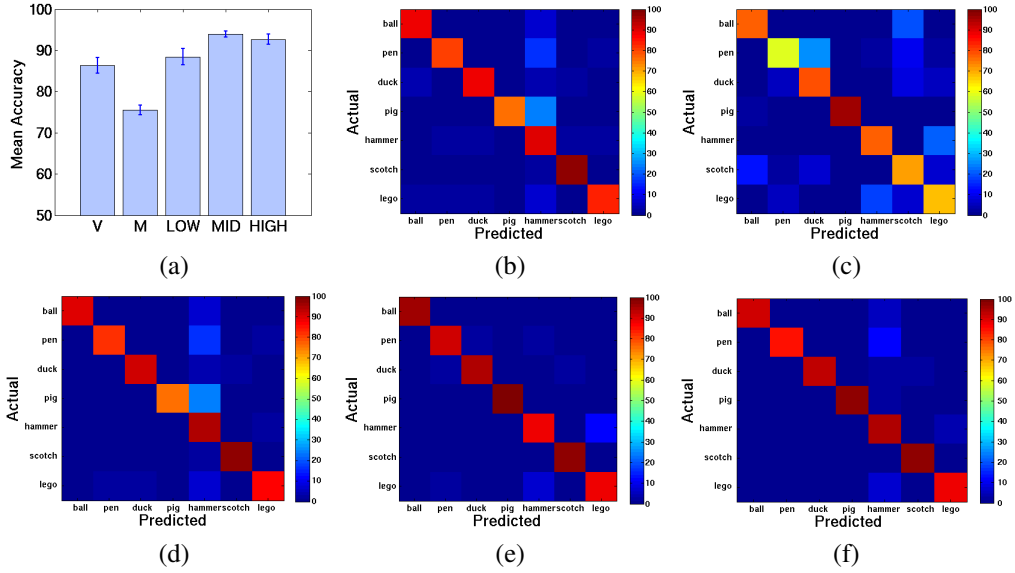 100
90
80
70
60
50
Mean Accuracy
V M LOW MID HIGH
(a)
Actual
ball
pen
duck
pig
hammer
scotch
lego
ball pen duck pig hammer scotch lego
Predicted
100
90
80
70
60
50
40
30
20
10
0
(b)
Actual
ball
pen
duck
pig
hammer
scotch
lego
ball pen duck pig hammer scotch lego
Predicted
100
90
80
70
60
50
40
30
20
10
0
(c)
Actual
ball
pen
duck
pig
hammer
scotch
lego
ball pen duck pig hammer scotch lego
Predicted
100
90
80
70
60
50
40
30
20
10
0
(d)
Actual
ball
pen
duck
pig
hammer
scotch
lego
ball pen duck pig hammer scotch lego
Predicted
100
90
80
70
60
50
40
30
20
10
0
(e)
Actual
ball
pen
duck
pig
hammer
scotch
lego
ball pen duck pig hammer scotch lego
Predicted
100
90
80
70
60
50
40
30
20
10
0
(f)